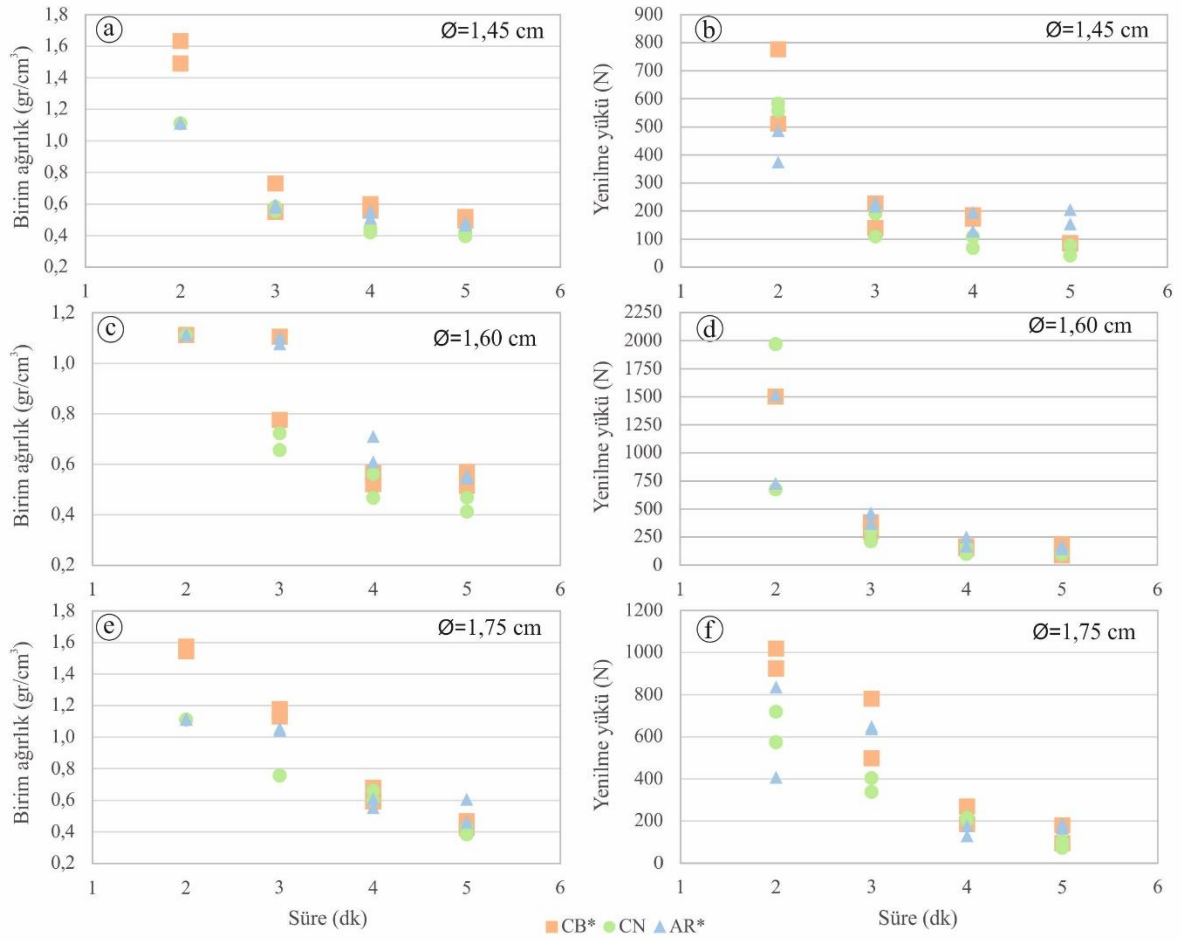 a
Ø=1,45 cm
Birim ağırlık (gr/cm³)
1,8
1,6
1,4
1,2
1,0
0,8
0,6
0,4
0,2
1 2 3 4 5 6
b
Ø=1,45 cm
Yenilme yükü (N)
900
800
700
600
500
400
300
200
100
0
1 2 3 4 5 6
c
Ø=1,60 cm
Birim ağırlık (gr/cm³)
1,2
1,0
0,8
0,6
0,4
0,2
1 2 3 4 5 6
d
Ø=1,60 cm
Yenilme yükü (N)
2250
2000
1750
1500
1250
1000
750
500
250
0
1 2 3 4 5 6
e
Ø=1,75 cm
Birim ağırlık (gr/cm³)
1,8
1,6
1,4
1,2
1,0
0,8
0,6
0,4
0,2
1 2 3 4 5 6
Süre (dk)
f
Ø=1,75 cm
Yenilme yükü (N)
1200
1000
800
600
400
200
0
1 2 3 4 5 6
Süre (dk)
CB* CN AR*